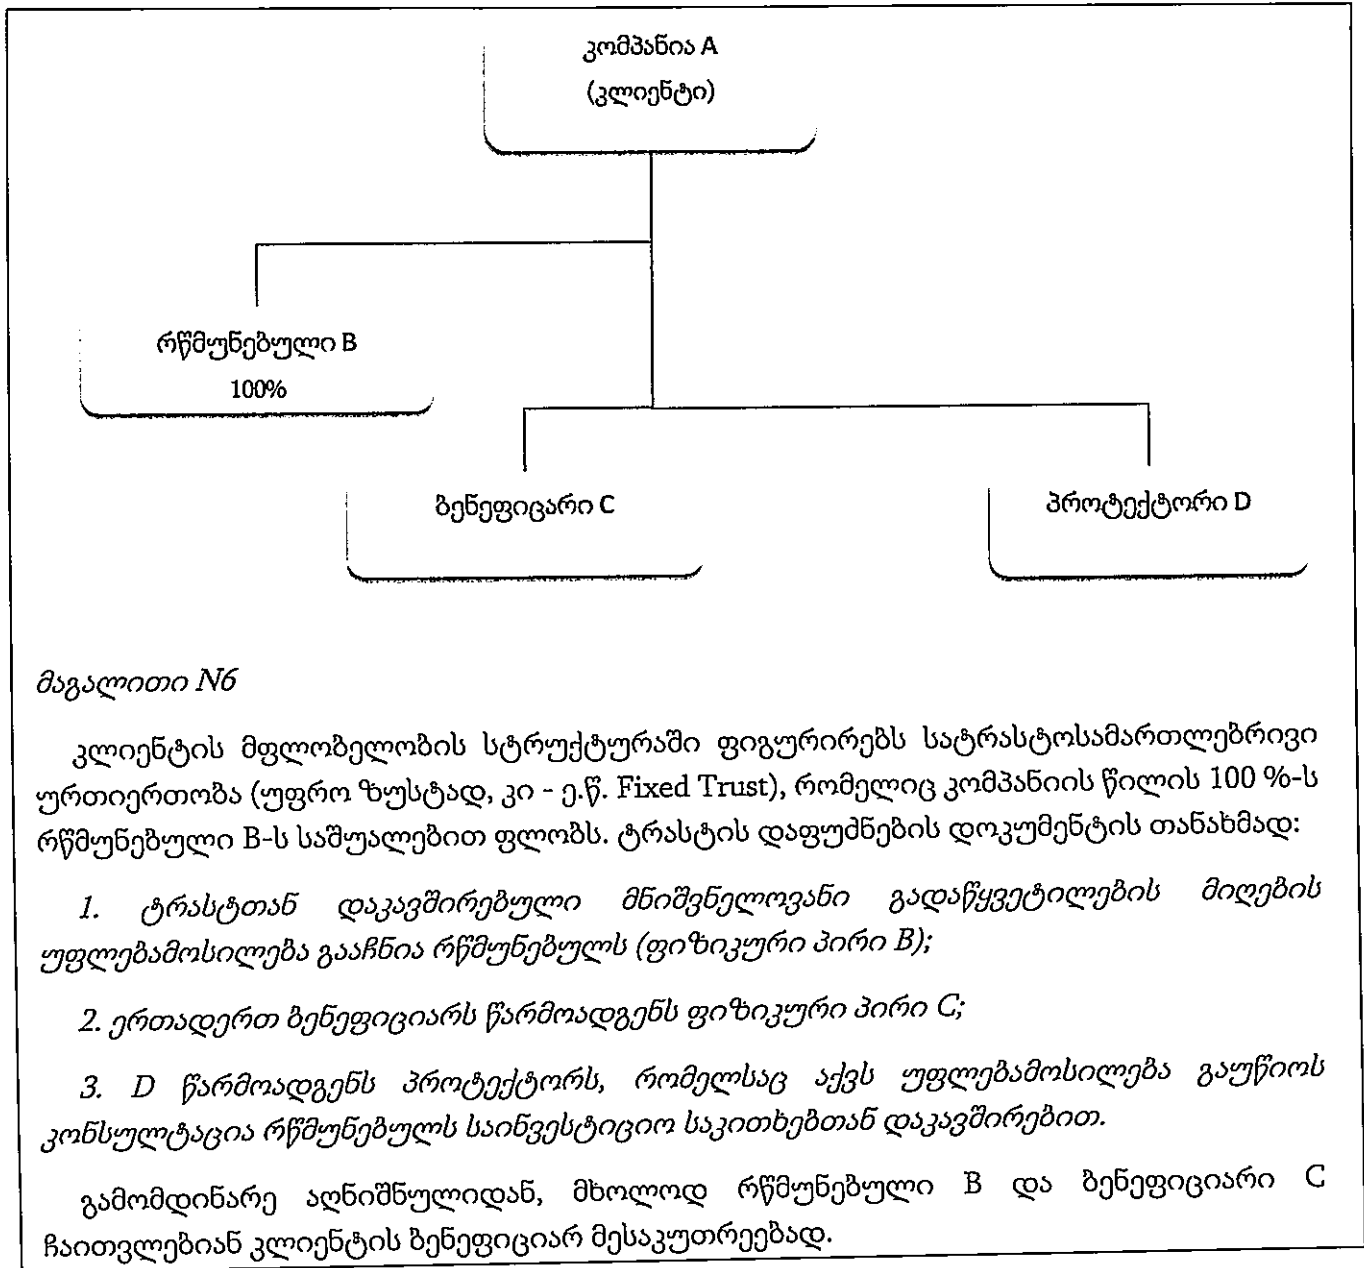 კომპანია A
(კლიენტი)
რწმუნებული B
100%
ბენეფიცარი C
პროტექტორი D
მაგალითი N6
კლიენტის მფლობელობის სტრუქტურაში ფიგურირებს სატრასტოსამართლებრივი
ურთიერთობა (უფრო ზუსტად, კი - ე.წ. Fixed Trust), რომელიც კომპანიის წილის 100 %-ს
რწმუნებული B-ს საშუალებით ფლობს. ტრასტის დაფუძნების დოკუმენტის თანახმად:
1. ტრასტთან დაკავშირებული მნიშვნელოვანი გადაწყვეტილების მიღების
უფლებამოსილება გააჩნია რწმუნებულს (ფიზიკური პირი B);
2. ერთადერთ ბენეფიციარს წარმოადგენს ფიზიკური პირი C;
3. D წარმოადგენს პროტექტორს, რომელსაც აქვს უფლებამოსილება გაუწიოს
კონსულტაცია რწმუნებულს საინვესტიციო საკითხებთან დაკავშირებით.
გამომდინარე აღნიშნულიდან, მხოლოდ რწმუნებული B და ბენეფიციარი C
ჩაითვლებიან კლიენტის ბენეფიციარ მესაკუთრეებად.